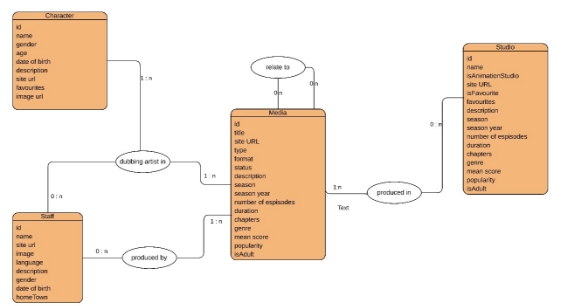 Character
id
name
gender
age
date of birth
description
site url
favourites
image url
1 : n
relate to
0:n
0:n
Studio
id
name
isAnimationStudio
site URL
isFavourite
favourites
description
season
season year
number of espisodes
duration
chapters
genre
mean score
popularity
isAdult
0 : n
Media
id
title
site URL
type
format
status
description
season
season year
number of espisodes
duration
chapters
genre
mean score
popularity
isAdult
dubbing artist in
1 : n
0 : n
1:n
produced in
Text
Staff
id
name
site url
image
language
description
gender
date of birth
homeTown
0 : n
produced by
1 : n